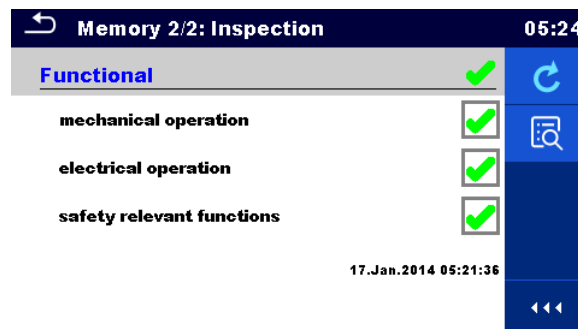 Memory 2/2: Inspection 05:24
Functional
mechanical operation
electrical operation
safety relevant functions
17.Jan.2014 05:21:36